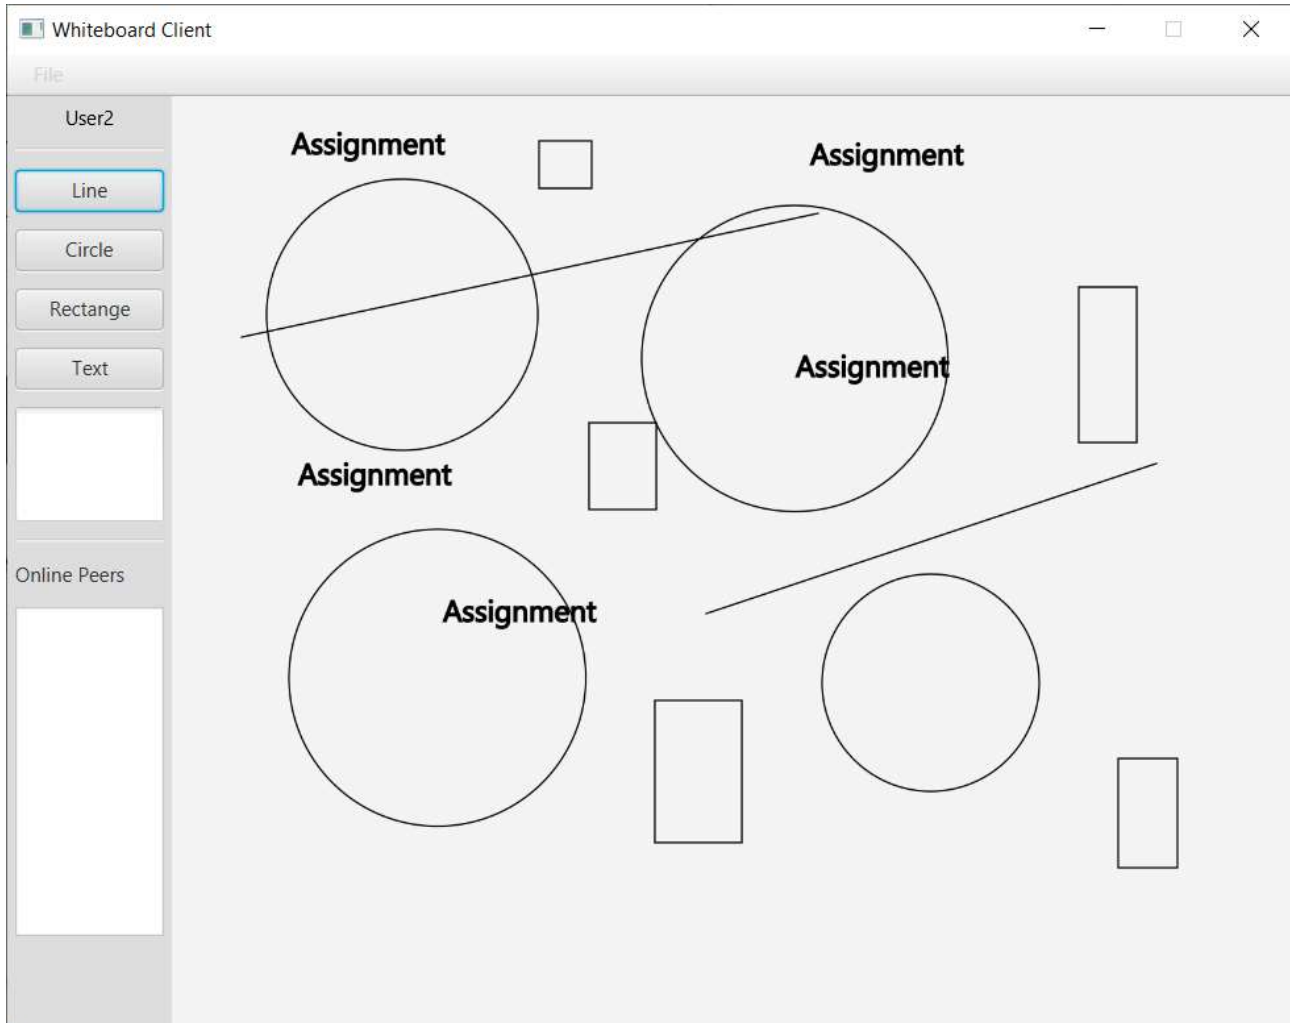 Whiteboard Client
File
User2
Line
Circle
Rectange
Text
Online Peers
Assignment
Assignment
Assignment
Assignment
Assignment